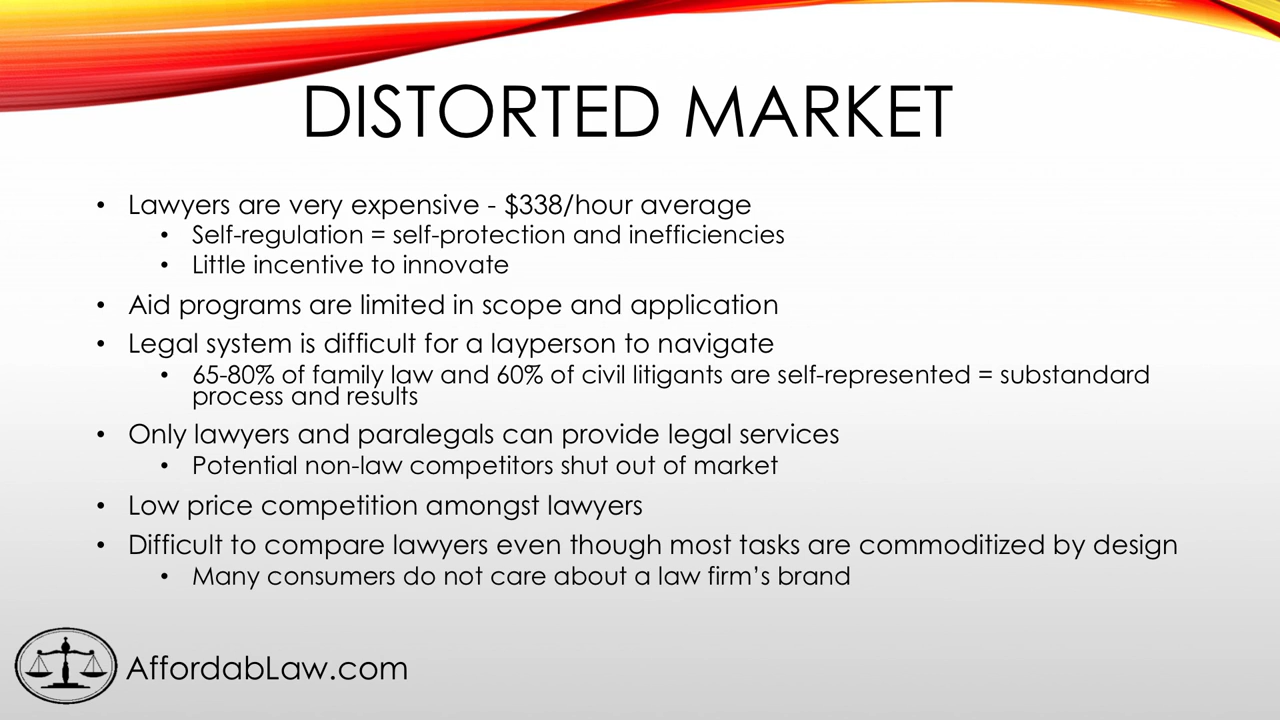 DISTORTED MARKET
• Lawyers are very expensive - $338/hour average
• Self-regulation = self-protection and inefficiencies
• Little incentive to innovate
• Aid programs are limited in scope and application
• Legal system is difficult for a layperson to navigate
• 65-80% of family law and 60% of civil litigants are self-represented = substandard
process and results
• Only lawyers and paralegals can provide legal services
• Potential non-law competitors shut out of market
• Low price competition amongst lawyers
• Difficult to compare lawyers even though most tasks are commoditized by design
• Many consumers do not care about a law firm’s brand
AffordabLaw.com